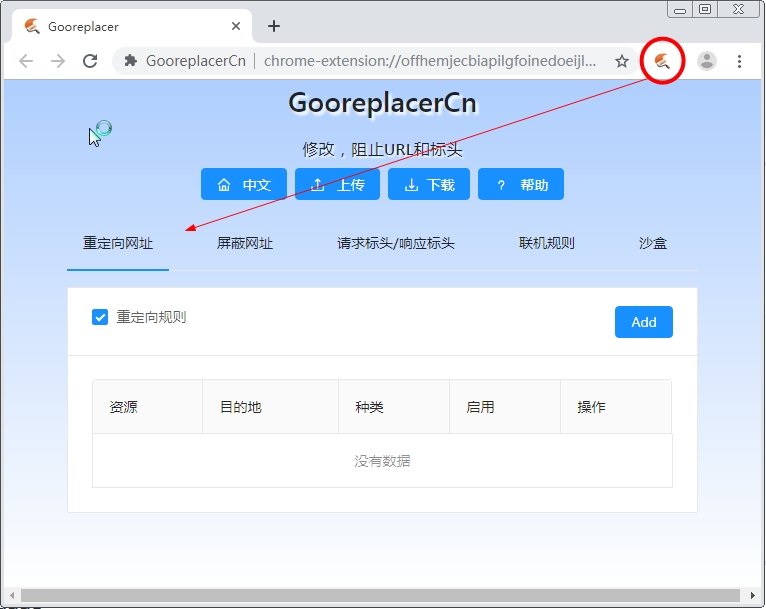 Gooreplacer
GooreplacerCn | chrome-extension://offhemjecbiapilgfoinedoeijl...
GooreplacerCn
修改，阻止URL和标头
中文 上传 下载 ? 帮助
重定向网址 屏蔽网址 请求标头/响应标头 联机规则 沙盒
重定向规则 Add
资源 目的地 种类 启用 操作
没有数据